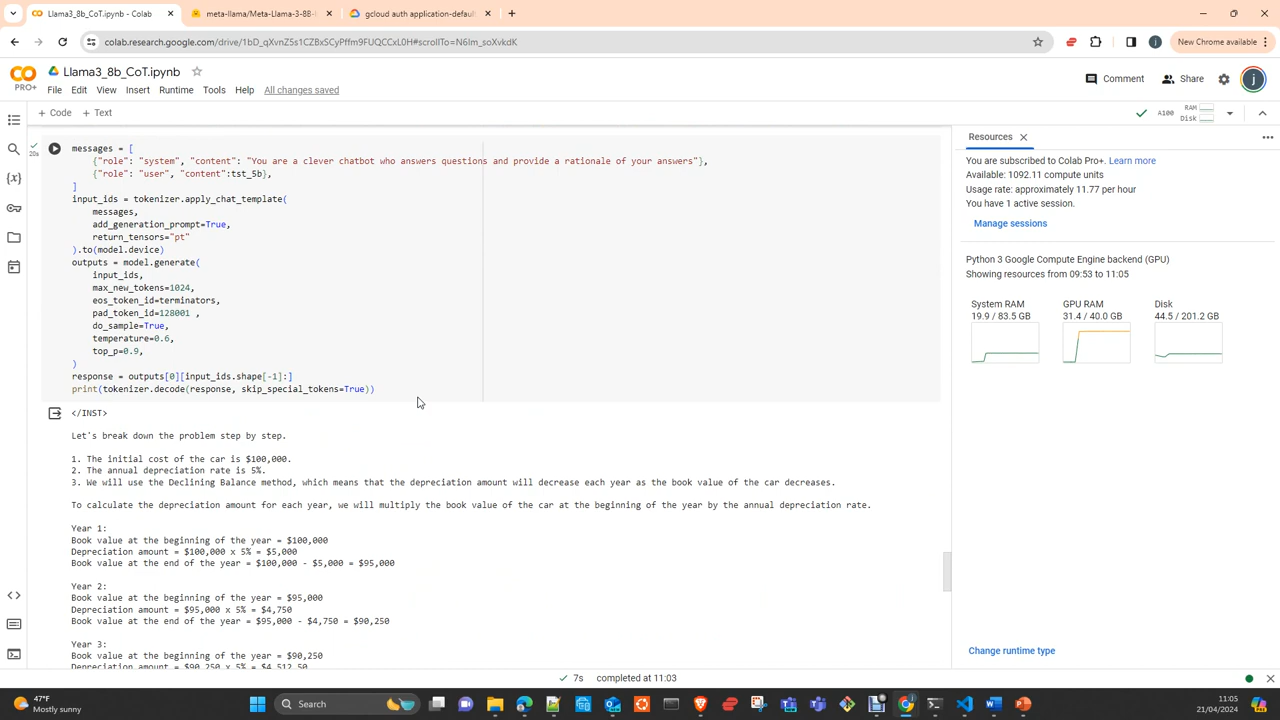 Llama3_8b_CoT.ipynb - Colab
meta-llama/Meta-Llama-3-8B-I
gcloud auth application-defaul
colab.research.google.com/drive/1bD_qXvnZ5s1CZBxSCyPffm9FUQCCxL0H#scrollTo=N6Im_soXvkdK
New Chrome available
PRO+
Llama3_8b_CoT.ipynb
File Edit View Insert Runtime Tools Help All changes saved
Comment
Share
j
+ Code + Text
A100
RAM
Disk
20s
messages = [
{"role": "system", "content": "You are a clever chatbot who answers questions and provide a rationale of your answers"},
{"role": "user", "content":tst_5b},
]
input_ids = tokenizer.apply_chat_template(
messages,
add_generation_prompt=True,
return_tensors="pt"
).to(model.device)
outputs = model.generate(
input_ids,
max_new_tokens=1024,
eos_token_id=terminators,
pad_token_id=128001 ,
do_sample=True,
temperature=0.6,
top_p=0.9,
)
response = outputs[0][input_ids.shape[-1]:]
print(tokenizer.decode(response, skip_special_tokens=True))
</INST>
Let's break down the problem step by step.
1. The initial cost of the car is $100,000.
2. The annual depreciation rate is 5%.
3. We will use the Declining Balance method, which means that the depreciation amount will decrease each year as the book value of the car decreases.
To calculate the depreciation amount for each year, we will multiply the book value of the car at the beginning of the year by the annual depreciation rate.
Year 1:
Book value at the beginning of the year = $100,000
Depreciation amount = $100,000 x 5% = $5,000
Book value at the end of the year = $100,000 - $5,000 = $95,000
Year 2:
Book value at the beginning of the year = $95,000
Depreciation amount = $95,000 x 5% = $4,750
Book value at the end of the year = $95,000 - $4,750 = $90,250
Year 3:
Book value at the beginning of the year = $90,250
Depreciation amount = $90,250 x 5% = $4,512.50
Resources
You are subscribed to Colab Pro+. Learn more
Available: 1092.11 compute units
Usage rate: approximately 11.77 per hour
You have 1 active session.
Manage sessions
Python 3 Google Compute Engine backend (GPU)
Showing resources from 09:53 to 11:05
System RAM
19.9 / 83.5 GB
GPU RAM
31.4 / 40.0 GB
Disk
44.5 / 201.2 GB
Change runtime type
7s completed at 11:03
47°F
Mostly sunny
Search
11:05
21/04/2024